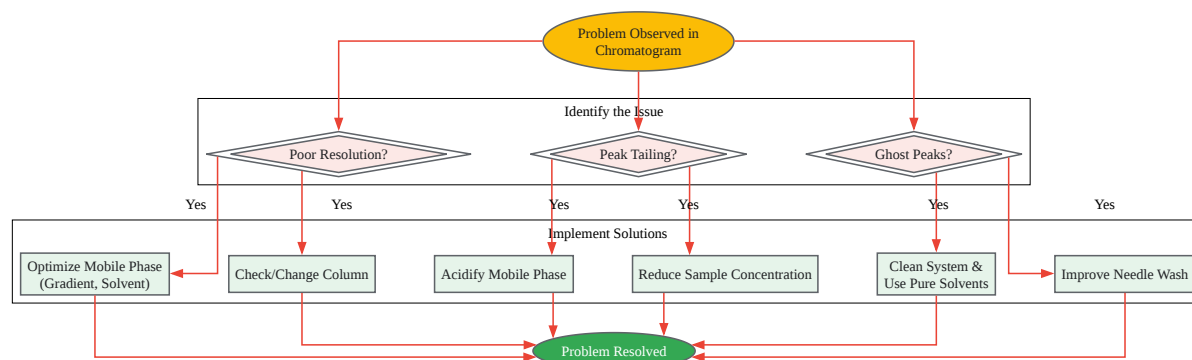 Problem Observed in
Chromatogram
Identify the Issue
Poor Resolution?
Peak Tailing?
Ghost Peaks?
Yes
Yes
Yes
Yes
Yes
Yes
Implement Solutions
Optimize Mobile Phase
(Gradient, Solvent)
Check/Change Column
Acidify Mobile Phase
Reduce Sample Concentration
Clean System &
Use Pure Solvents
Improve Needle Wash
Problem Resolved